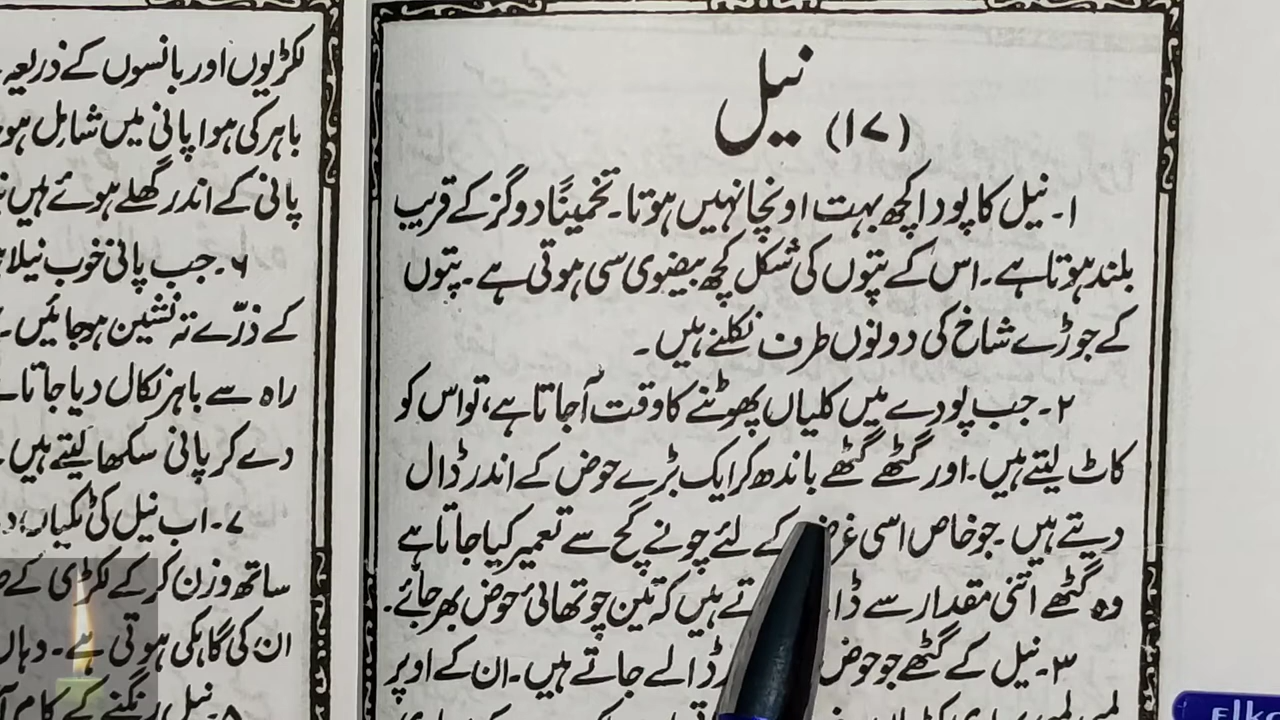 (۱۷) نیل
۱۔ نیل کا پودا کچھ بہت اونچا نہیں ہوتا۔ تخمیناً دو گز کے قریب
بلند ہوتا ہے۔ اس کے پتوں کی شکل کچھ بیضوی سی ہوتی ہے۔ پتوں
کے جوڑے شاخ کی دونوں طرف نکلتے ہیں۔
۲۔ جب پودے میں کلیاں پھوٹنے کا وقت آجاتا ہے، تو اس کو
کاٹ لیتے ہیں۔ اور گٹھے گٹھے باندھ کر ایک بڑے حوض کے اندر ڈال
دیتے ہیں۔ جو خاص اسی کے لئے چونے گچ سے تعمیر کیا جاتا ہے
وہ گٹھے اتنی مقدار سے ہیں کہ تین چوتھائی حوض بھر جائے۔
۳۔ نیل کے گٹھے جو حوض ڈالے جاتے ہیں۔ ان کے اوپر
لکڑیوں اور بانسوں کے ذریعہ
باہر کی ہوا پانی میں شامل
پانی کے اندر گھلے ہوئے ہیں
۶۔ جب پانی خوب نیلا
کے ذرّے تہ نشین ہو جائیں۔
راہ سے باہر نکال دیا جاتا
دے کر پانی سکھا لیتے ہیں۔
۷۔ اب نیل کی ٹکیاں
ساتھ وزن کر کے لکڑی کے
ان کی گاہکی ہوتی ہے۔ وہاں
۸۔ نیل رنگنے کے کام
Elko